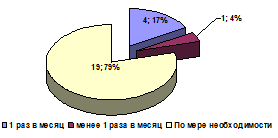 4; 17%
1; 4%
19; 79%
1 раз в месяц менее 1 раза в месяц По мере необходимости